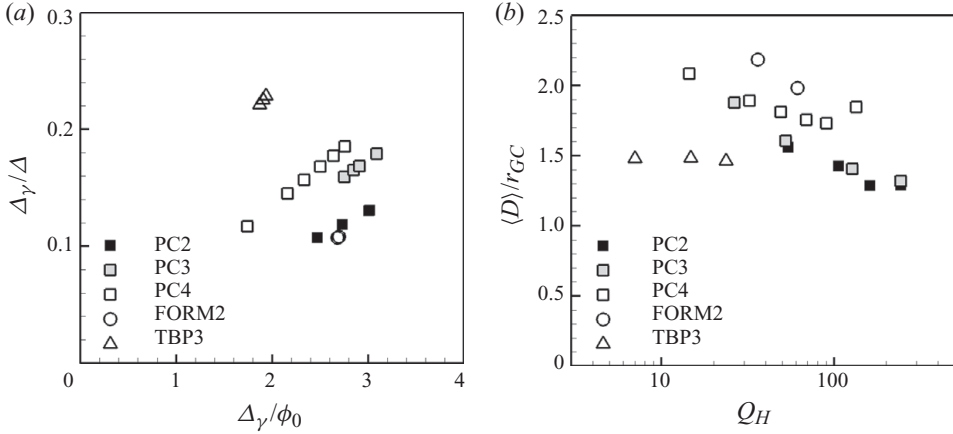 (a)
0.3
0.2
0.1
0
1
2
3
4
Δγ/Δ
Δγ/ϕ0
PC2
PC3
PC4
FORM2
TBP3
(b)
2.5
2.0
1.5
1.0
0.5
0
10
100
⟨D⟩/rGC
QH
PC2
PC3
PC4
FORM2
TBP3